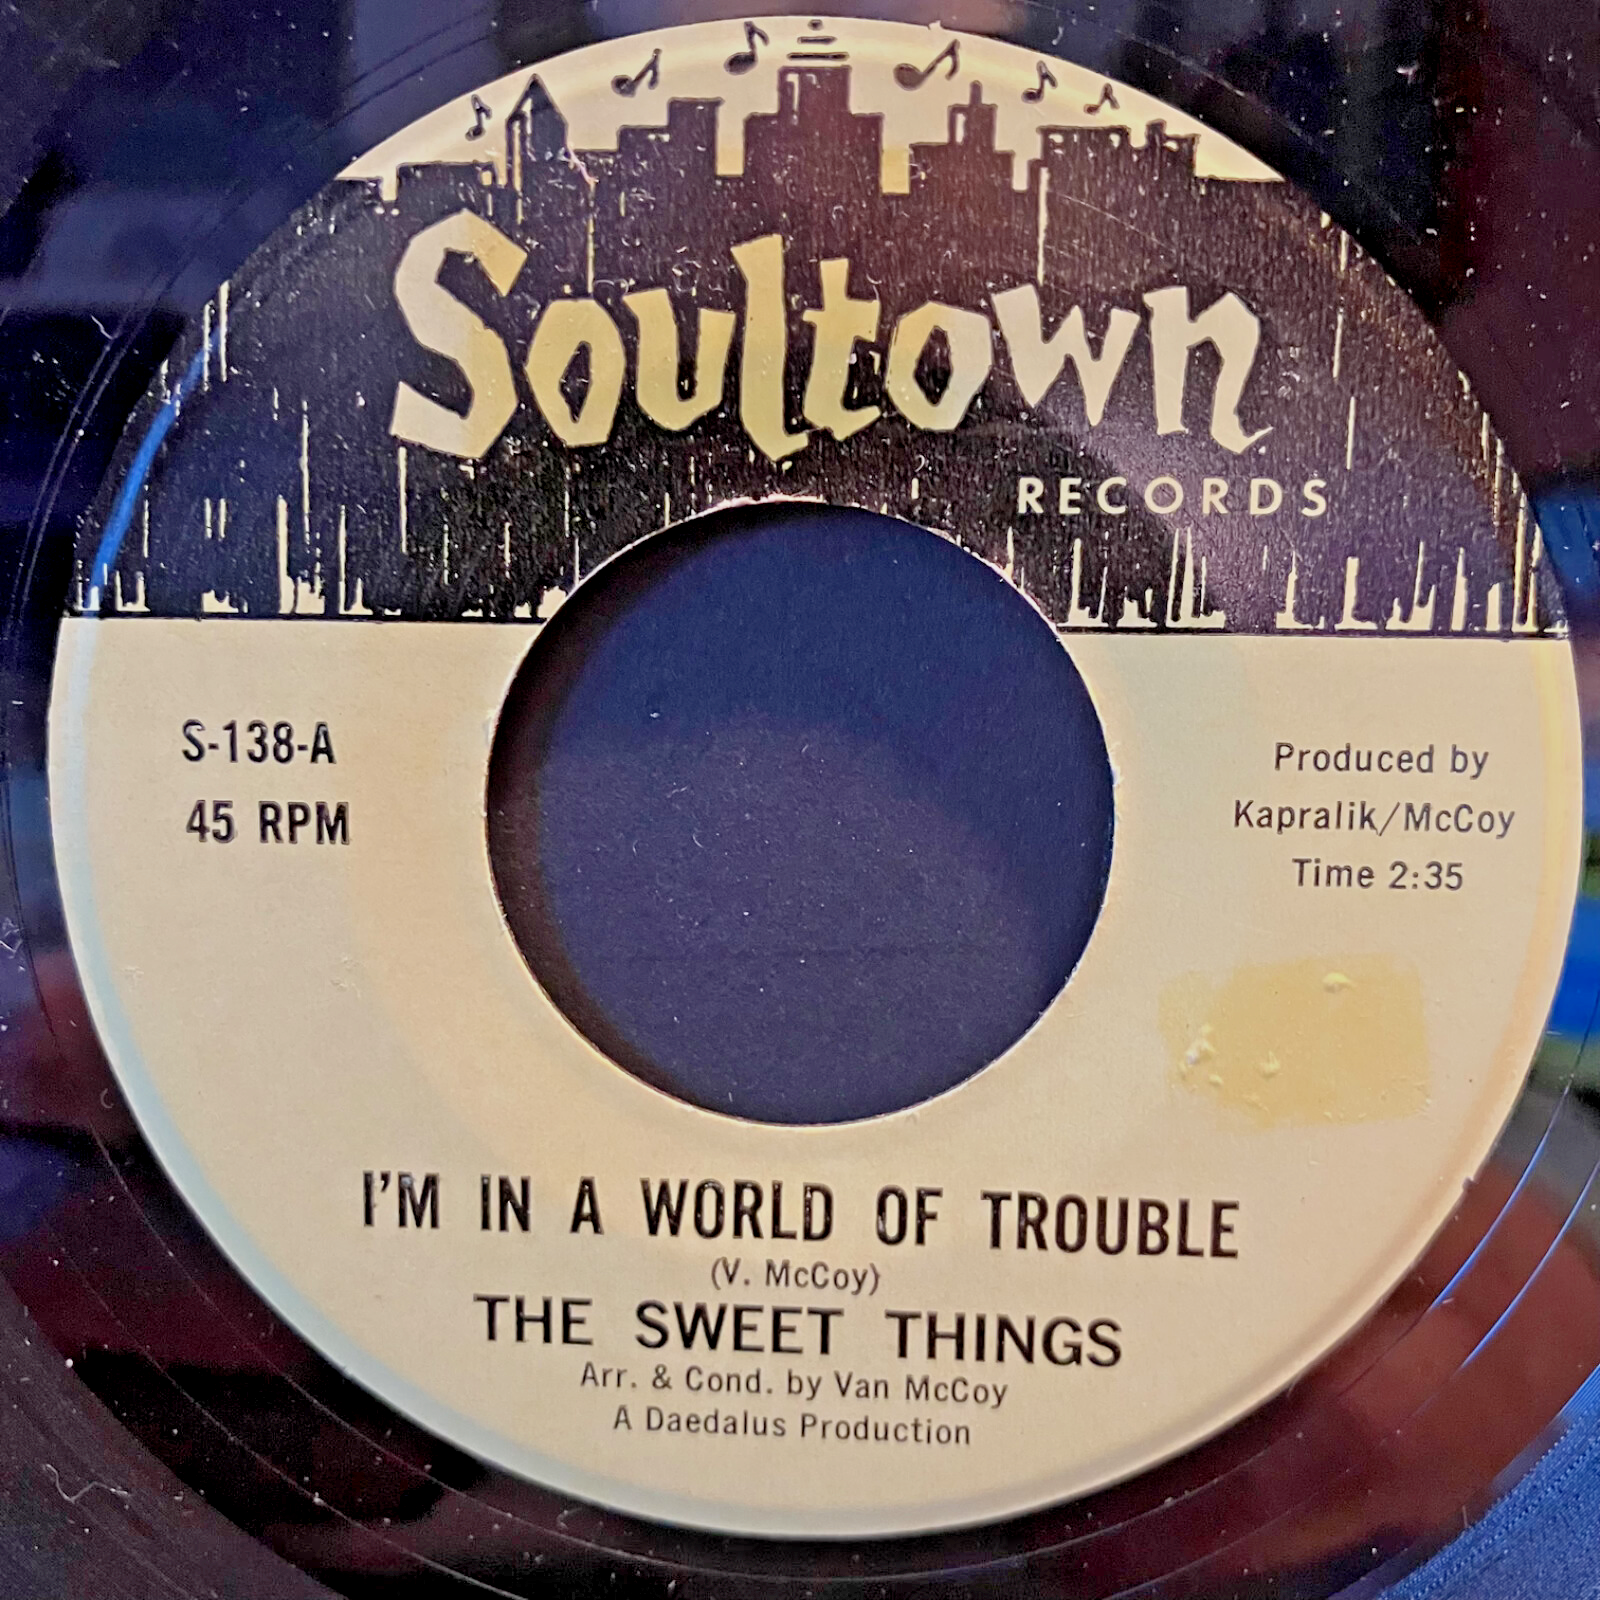 Soultown
RECORDS
S-138-A
45 RPM
Produced by
Kapralik/McCoy
Time 2:35
I'M IN A WORLD OF TROUBLE
(V. McCoy)
THE SWEET THINGS
Arr. & Cond. by Van McCoy
A Daedalus Production